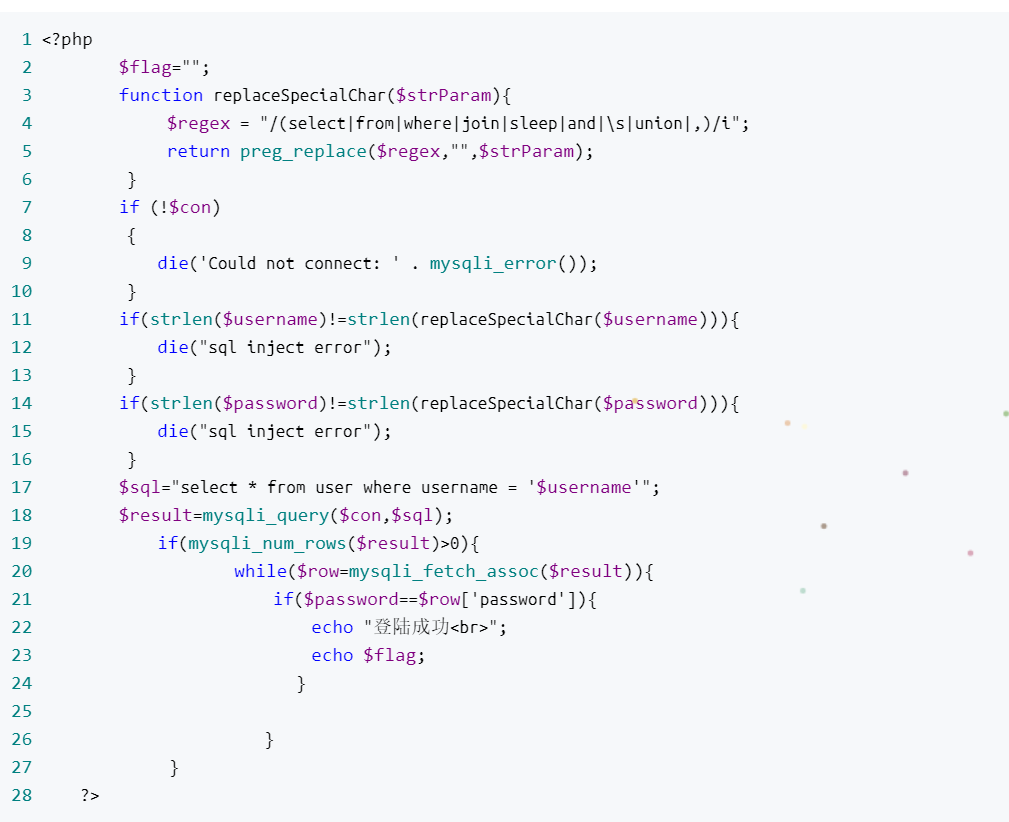 1 <?php
2 $flag="";
3 function replaceSpecialChar($strParam){
4 $regex = "/(select|from|where|join|sleep|and|\s|union|,)/i";
5 return preg_replace($regex,"",$strParam);
6 }
7 if (!$con)
8 {
9 die('Could not connect: ' . mysqli_error());
10 }
11 if(strlen($username)!=strlen(replaceSpecialChar($username))){
12 die("sql inject error");
13 }
14 if(strlen($password)!=strlen(replaceSpecialChar($password))){
15 die("sql inject error");
16 }
17 $sql="select * from user where username = '$username'";
18 $result=mysqli_query($con,$sql);
19 if(mysqli_num_rows($result)>0){
20 while($row=mysqli_fetch_assoc($result)){
21 if($password==$row['password']){
22 echo "登陆成功<br>";
23 echo $flag;
24 }
25
26 }
27 }
28 ?>